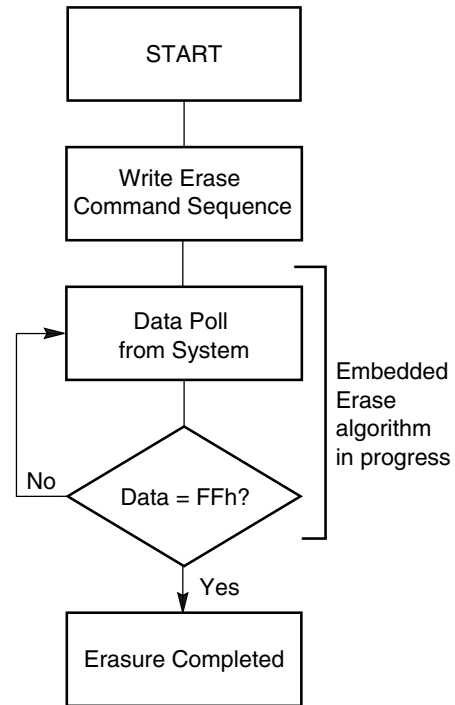 START
Write Erase
Command Sequence
Data Poll
from System
Embedded
Erase
algorithm
in progress
No
Data = FFh?
Yes
Erasure Completed